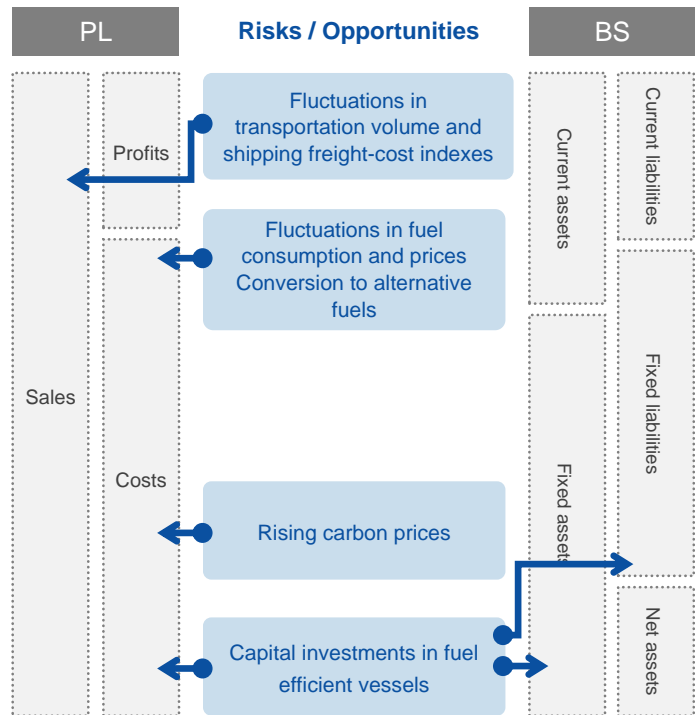 PL
Risks / Opportunities
BS
Sales
Profits
Costs
Fluctuations in
transportation volume and
shipping freight-cost indexes
Fluctuations in fuel
consumption and prices
Conversion to alternative
fuels
Rising carbon prices
Capital investments in fuel
efficient vessels
Current assets
Fixed assets
Current liabilities
Fixed liabilities
Net assets